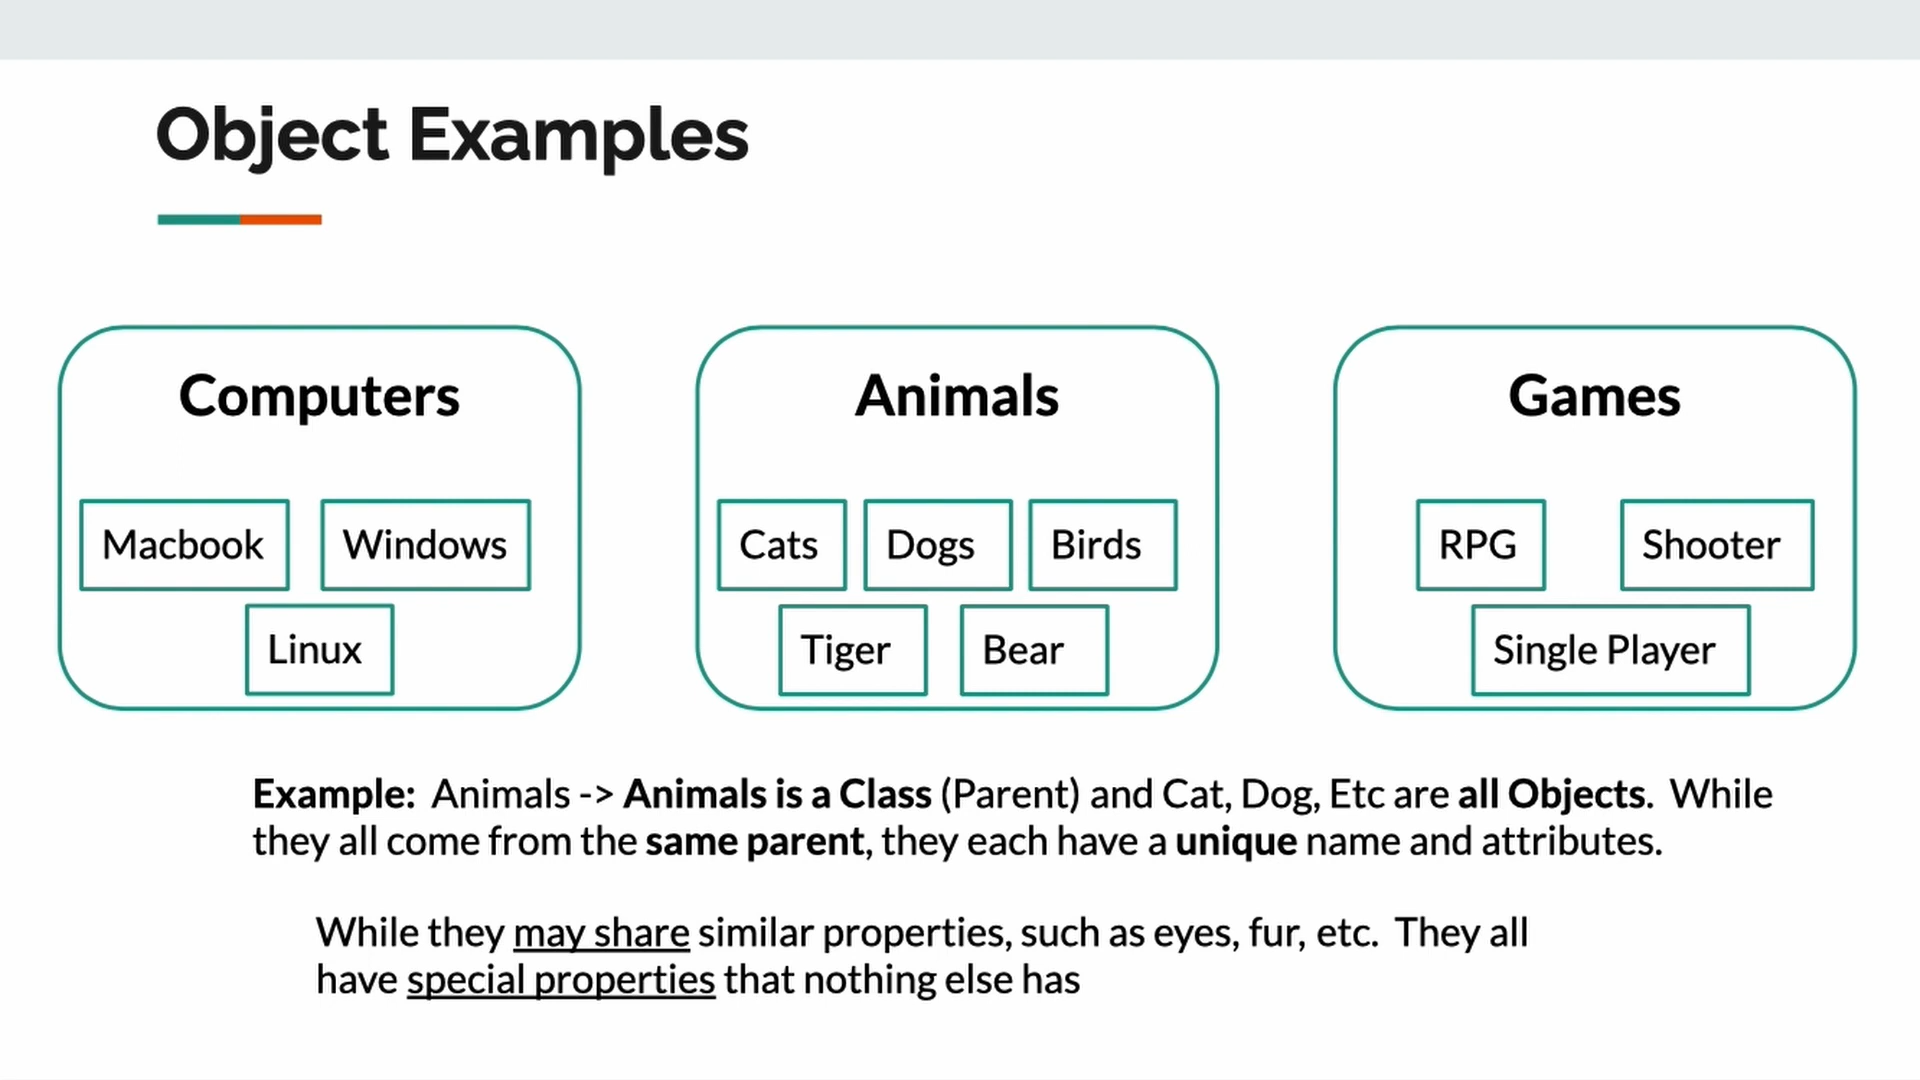 Object Examples
Computers
Macbook
Windows
Linux
Animals
Cats
Dogs
Birds
Tiger
Bear
Games
RPG
Shooter
Single Player
Example:  Animals -> Animals is a Class (Parent) and Cat, Dog, Etc are all Objects.  While
they all come from the same parent, they each have a unique name and attributes.
While they may share similar properties, such as eyes, fur, etc.  They all
have special properties that nothing else has